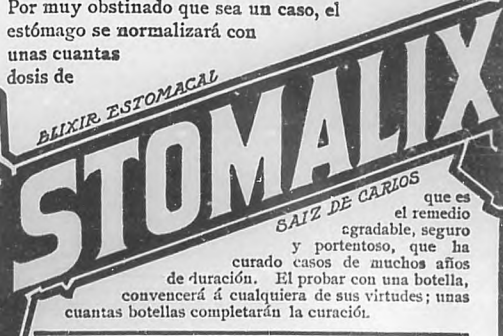 Por muy obstinado que sea un caso, el
estómago se normalizará con
unas cuantas
dosis de
ELIXIR ESTOMACAL
STOMALIX
SAIZ DE CARLOS
que es
el remedio
agradable, seguro
y portentoso, que ha
curado casos de muchos años
de duración. El probar con una botella,
convencerá á cualquiera de sus virtudes; unas
cuantas botellas completarán la curación.